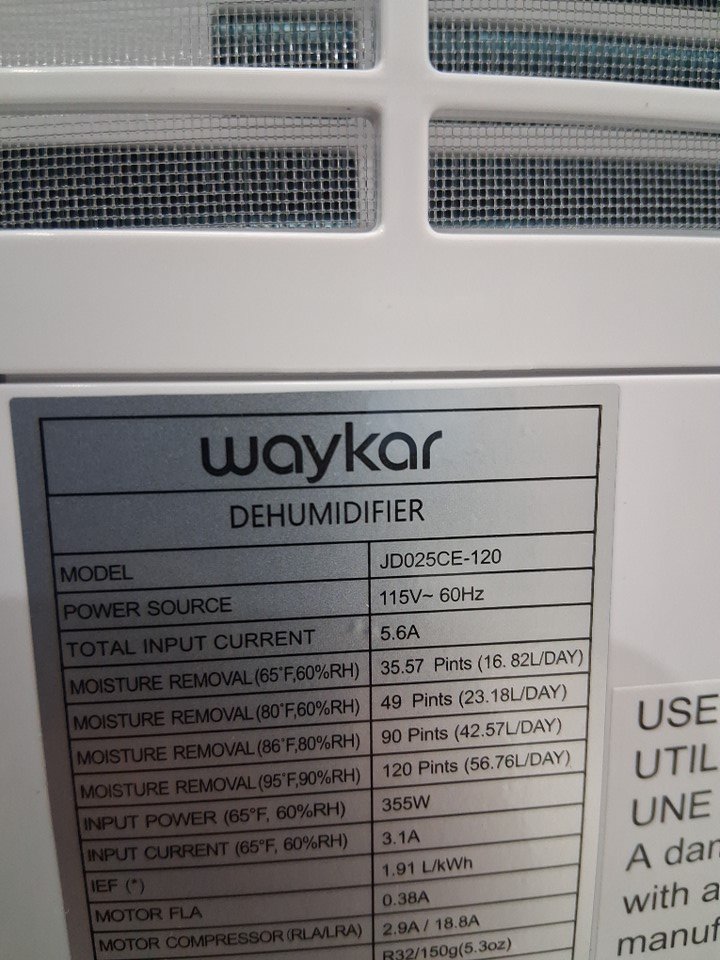 waykar
DEHUMIDIFIER
MODEL JD025CE-120
POWER SOURCE 115V~ 60Hz
TOTAL INPUT CURRENT 5.6A
MOISTURE REMOVAL(65°F,60%RH) 35.57 Pints (16. 82L/DAY)
MOISTURE REMOVAL(80°F,60%RH) 49 Pints (23.18L/DAY)
MOISTURE REMOVAL(86°F,80%RH) 90 Pints (42.57L/DAY)
MOISTURE REMOVAL(95°F,90%RH) 120 Pints (56.76L/DAY)
INPUT POWER (65°F, 60%RH) 355W
INPUT CURRENT (65°F, 60%RH) 3.1A
IEF (*) 1.91 L/kWh
MOTOR FLA 0.38A
MOTOR COMPRESSOR(RLA/LRA) 2.9A / 18.8A
R32/150g(5.3oz)
USE
UTIL
UNE
A dan
with a
manuf